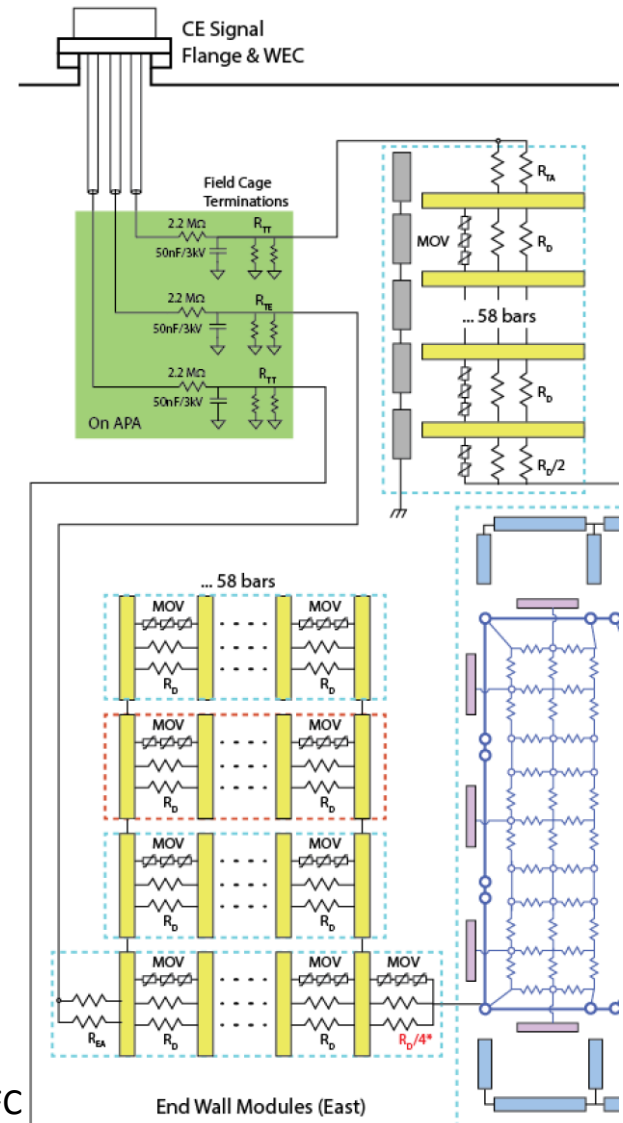 CE Signal
Flange & WEC
Field Cage
Terminations
2.2 MΩ
R_TT
50nF/3kV
2.2 MΩ
R_TE
50nF/3kV
2.2 MΩ
R_TT
50nF/3kV
On APA
R_TA
MOV
R_D
... 58 bars
R_D
R_D/2
... 58 bars
MOV MOV
R_D R_D
MOV MOV
R_D R_D
MOV MOV
R_D R_D
MOV MOV MOV
R_EA R_D R_D R_D/4*
FC
End Wall Modules (East)